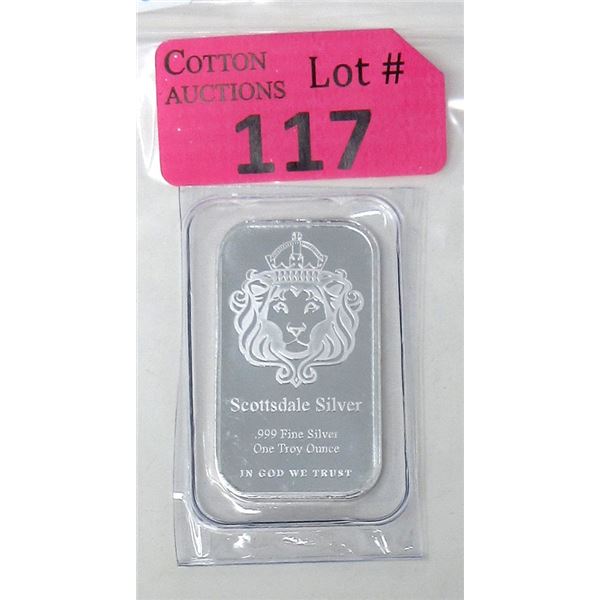 COTTON
AUCTIONS
Lot #
117
Scottsdale Silver
.999 Fine Silver
One Troy Ounce
IN GOD WE TRUST